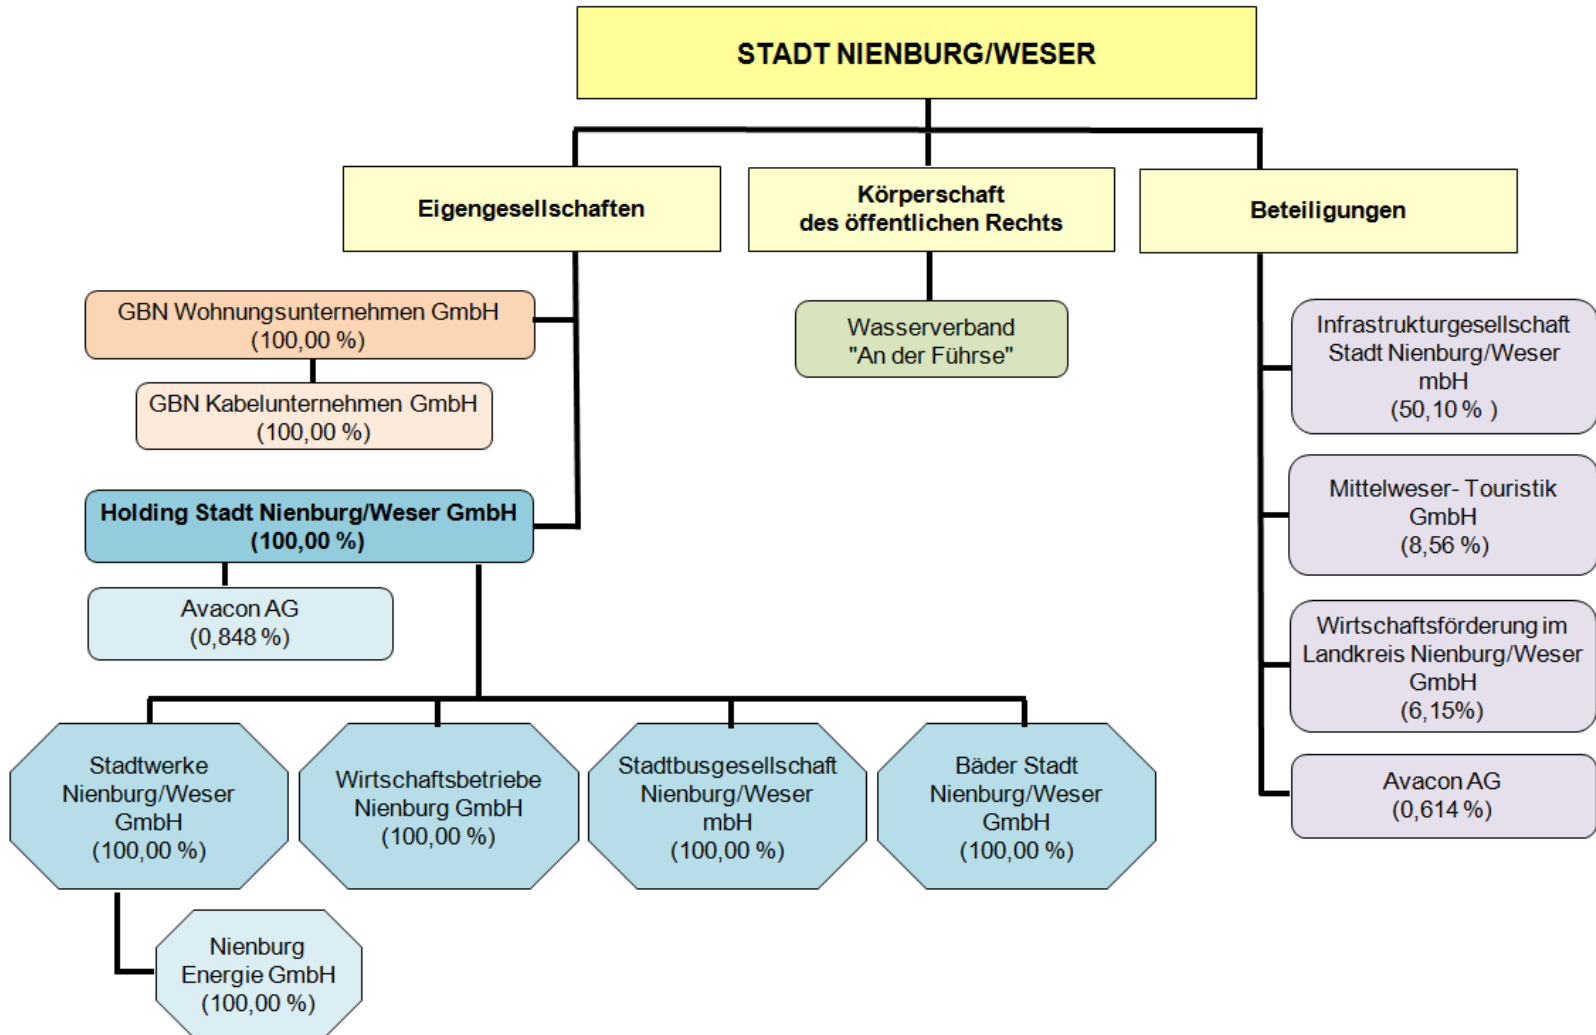 STADT NIENBURG/WESER
Eigengesellschaften
Körperschaft
des öffentlichen Rechts
Beteiligungen
GBN Wohnungsunternehmen GmbH
(100,00 %)
GBN Kabelunternehmen GmbH
(100,00 %)
Holding Stadt Nienburg/Weser GmbH
(100,00 %)
Avacon AG
(0,848 %)
Stadtwerke
Nienburg/Weser
GmbH
(100,00 %)
Wirtschaftsbetriebe
Nienburg GmbH
(100,00 %)
Stadtbusgesellschaft
Nienburg/Weser
mbH
(100,00 %)
Bäder Stadt
Nienburg/Weser
GmbH
(100,00 %)
Nienburg
Energie GmbH
(100,00 %)
Wasserverband
"An der Führse"
Infrastrukturgesellschaft
Stadt Nienburg/Weser
mbH
(50,10 % )
Mittelweser- Touristik
GmbH
(8,56 %)
Wirtschaftsförderung im
Landkreis Nienburg/Weser
GmbH
(6,15%)
Avacon AG
(0,614 %)